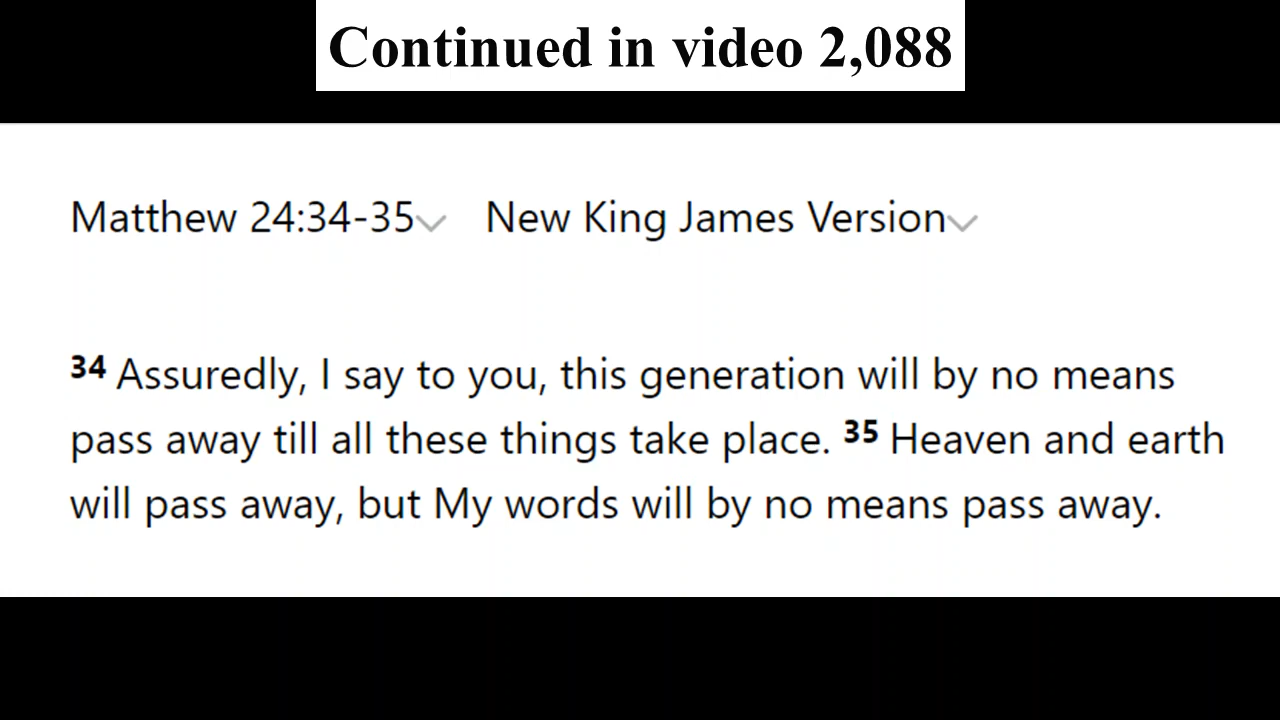 Continued in video 2,088
Matthew 24:34-35 New King James Version
34 Assuredly, I say to you, this generation will by no means
pass away till all these things take place. 35 Heaven and earth
will pass away, but My words will by no means pass away.